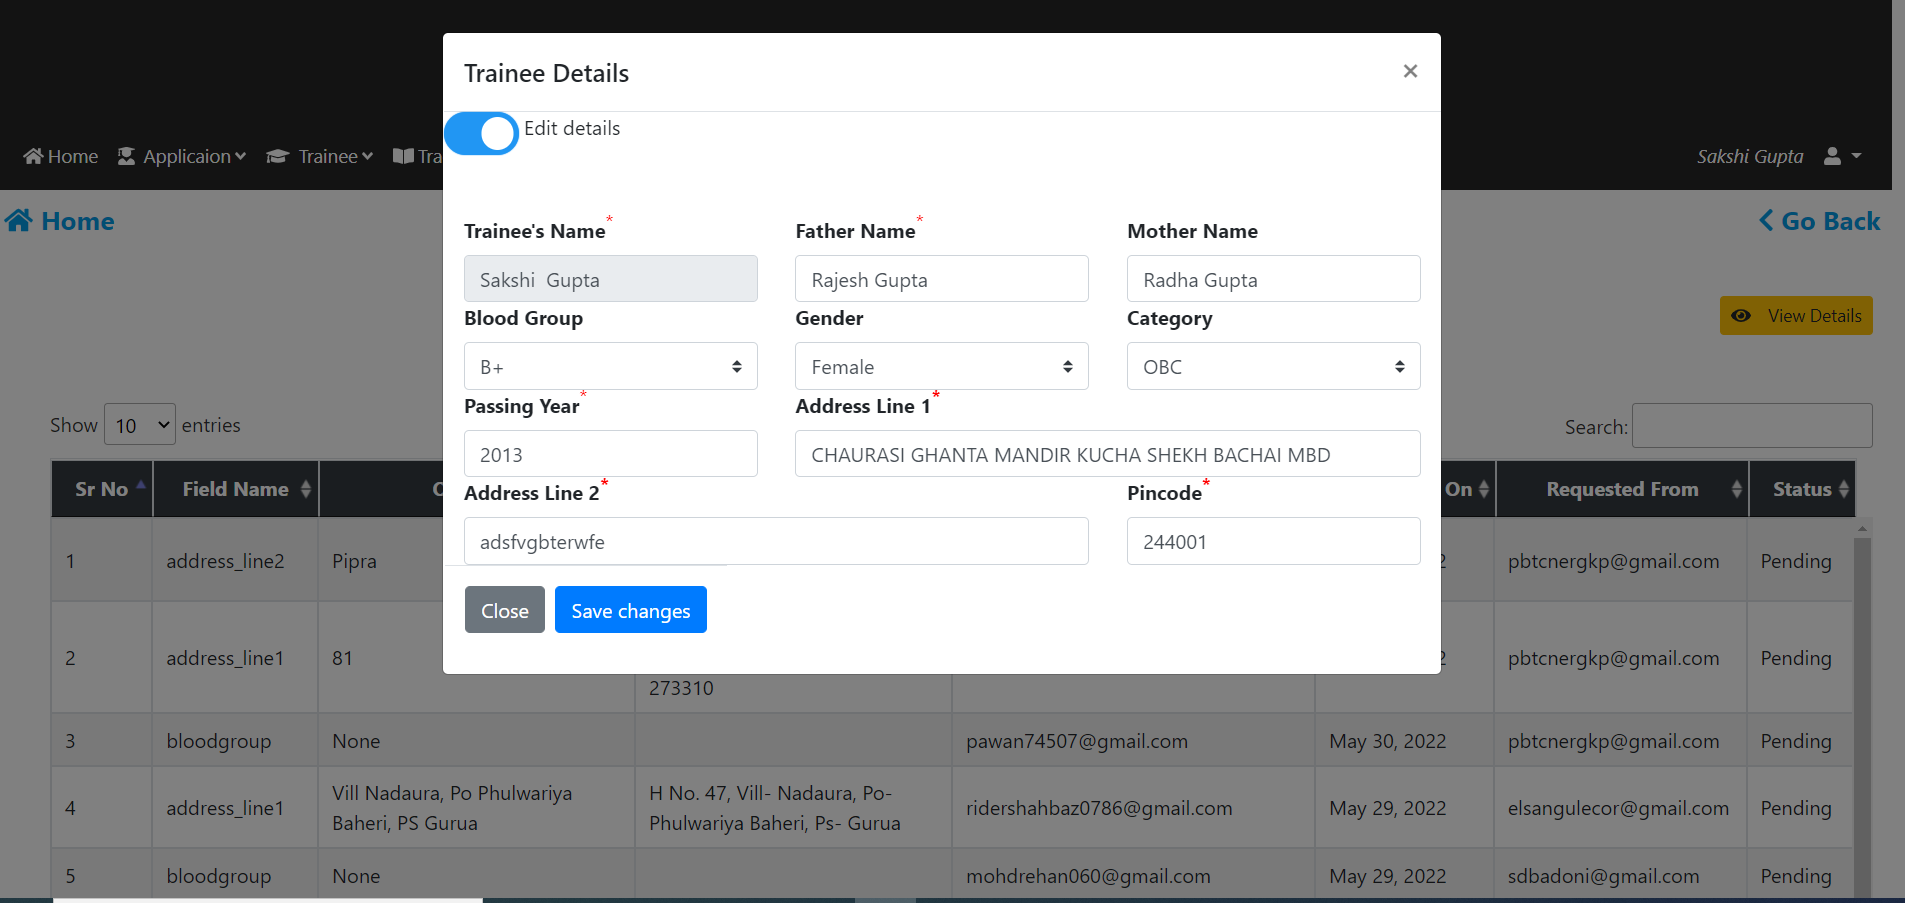 Trainee Details
×
Edit details
Home Applicaion Trainee Tra
Sakshi Gupta
Home
Go Back
Trainee's Name* Father Name* Mother Name
Sakshi  Gupta Rajesh Gupta Radha Gupta
Blood Group Gender Category
B+ Female OBC
Passing Year* Address Line 1*
2013 CHAURASI GHANTA MANDIR KUCHA SHEKH BACHAI MBD
Address Line 2* Pincode*
adsfvgbterwfe 244001
Close Save changes
View Details
Show 10 entries
Search:
Sr No Field Name O On Requested From Status
1 address_line2 Pipra 2 pbtcnergkp@gmail.com Pending
2 address_line1 81 2 pbtcnergkp@gmail.com Pending
273310
3 bloodgroup None pawan74507@gmail.com May 30, 2022 pbtcnergkp@gmail.com Pending
4 address_line1 Vill Nadaura, Po Phulwariya Baheri, PS Gurua H No. 47, Vill- Nadaura, Po- Phulwariya Baheri, Ps- Gurua ridershahbaz0786@gmail.com May 29, 2022 elsangulecor@gmail.com Pending
5 bloodgroup None mohdrehan060@gmail.com May 29, 2022 sdbadoni@gmail.com Pending